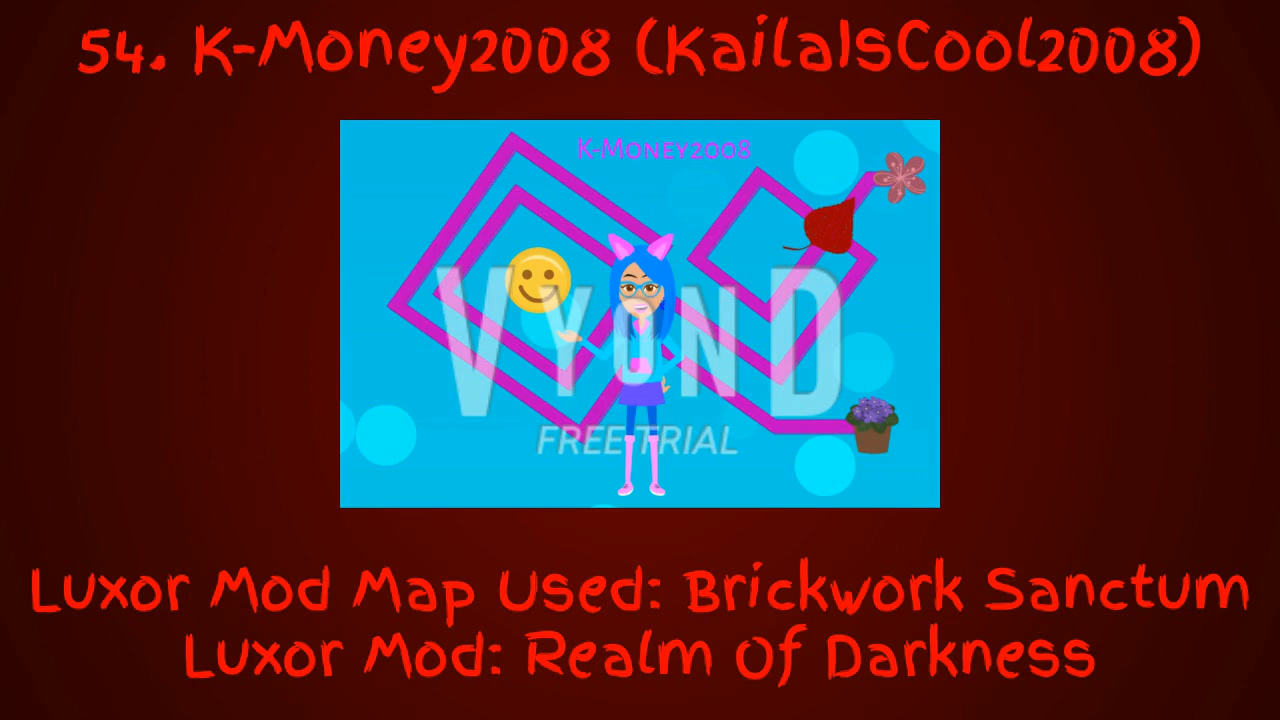 54. K-Money2008 (KailaIsCool2008)
K-Money2008
VYOND
FREE TRIAL
Luxor Mod Map Used: Brickwork Sanctum
Luxor Mod: Realm Of Darkness